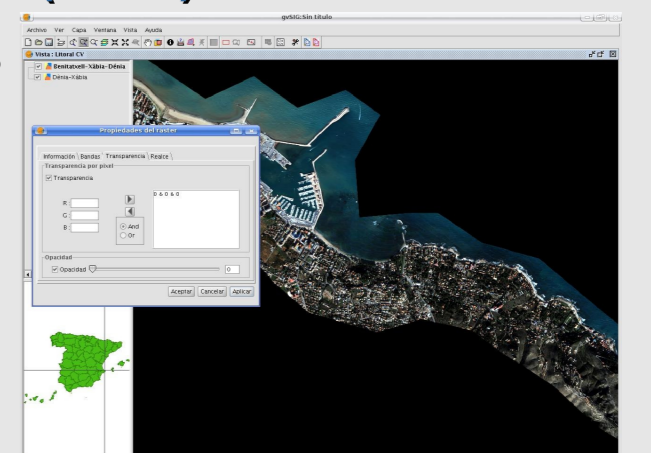 gvSIG:Sin título
Archivo Ver Capa Ventana Vista Ayuda
Vista : Litoral CV
Benitatxell-Xàbia-Dénia
Dénia-Xàbia
Propiedades del raster
Información Bandas Transparencia Realce
Transparencia por pixel
Transparencia
R :
G :
B :
And
Or
0 & 0 & 0
Opacidad
Opacidad 0
Aceptar Cancelar Aplicar